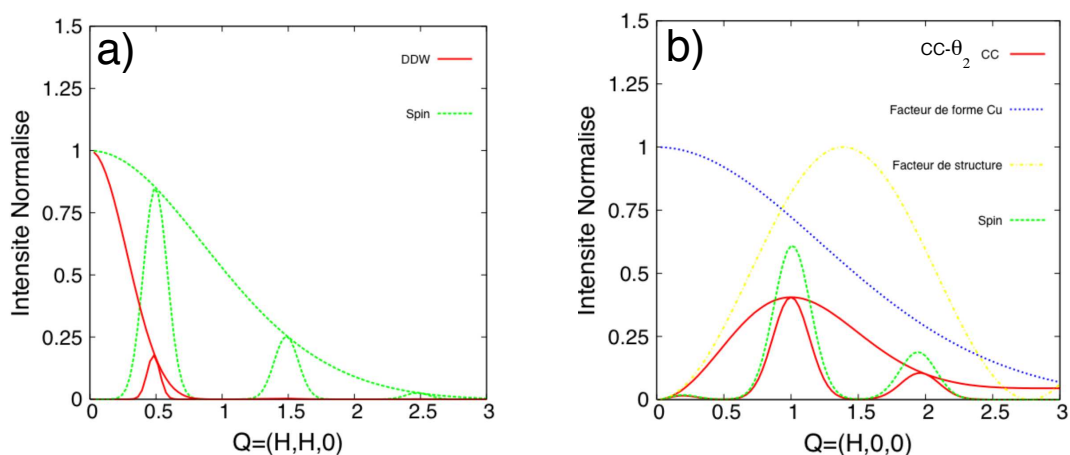 a)
1.5
1.25
1
0.75
0.5
0.25
0
Intensite Normalise
DDW
Spin
0 0.5 1 1.5 2 2.5 3
Q=(H,H,0)
b)
1.5
1.25
1
0.75
0.5
0.25
0
Intensite Normalise
CC-θ2 CC
Facteur de forme Cu
Facteur de structure
Spin
0 0.5 1 1.5 2 2.5 3
Q=(H,0,0)